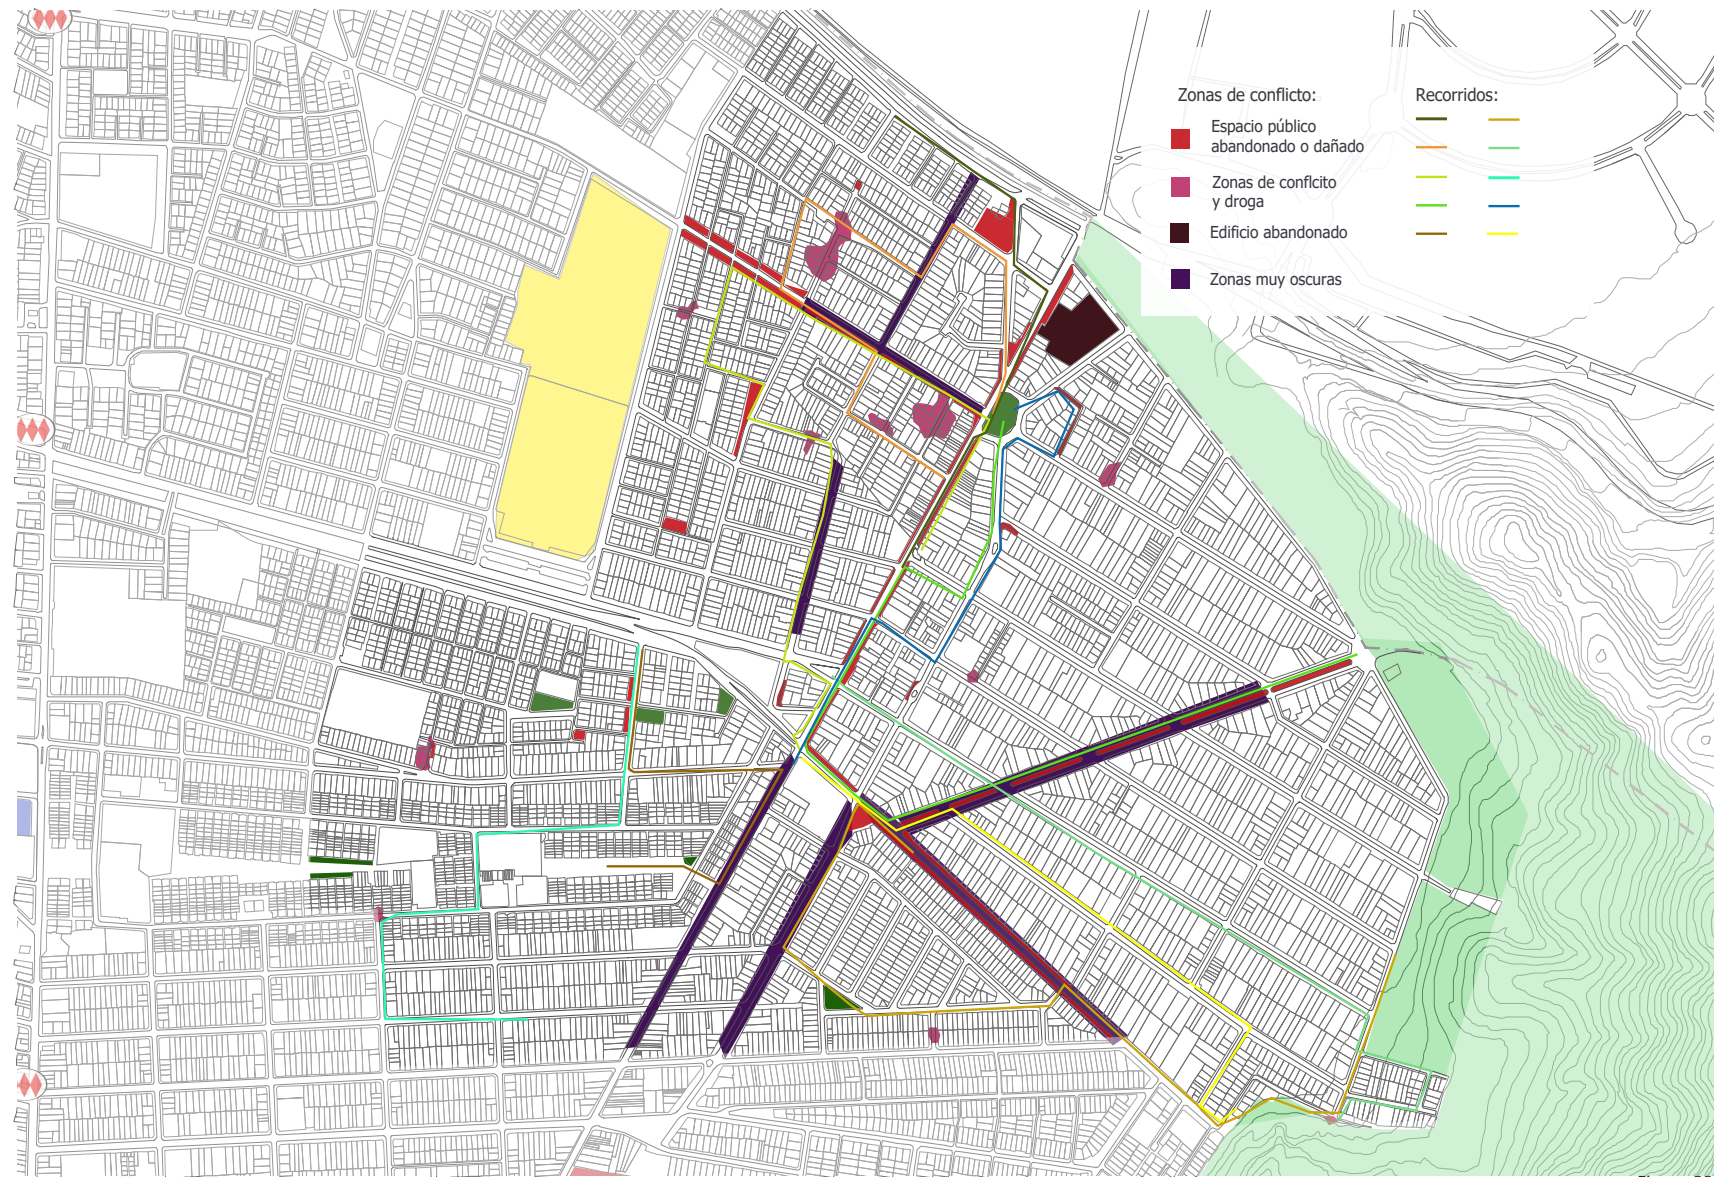 Zonas de conflicto:
Espacio público
abandonado o dañado
Zonas de conflcito
y droga
Edificio abandonado
Zonas muy oscuras
Recorridos: